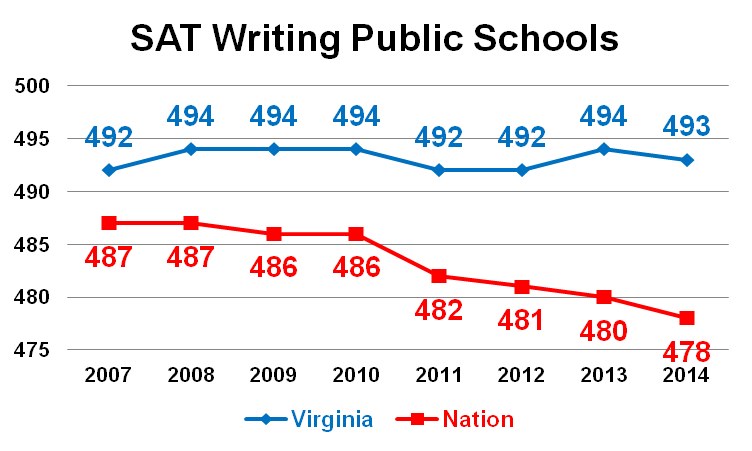 SAT Writing Public Schools
500
495
490
485
480
475
492 494 494 494 492 492 494 493
487 487 486 486 482 481 480 478
2007 2008 2009 2010 2011 2012 2013 2014
Virginia Nation